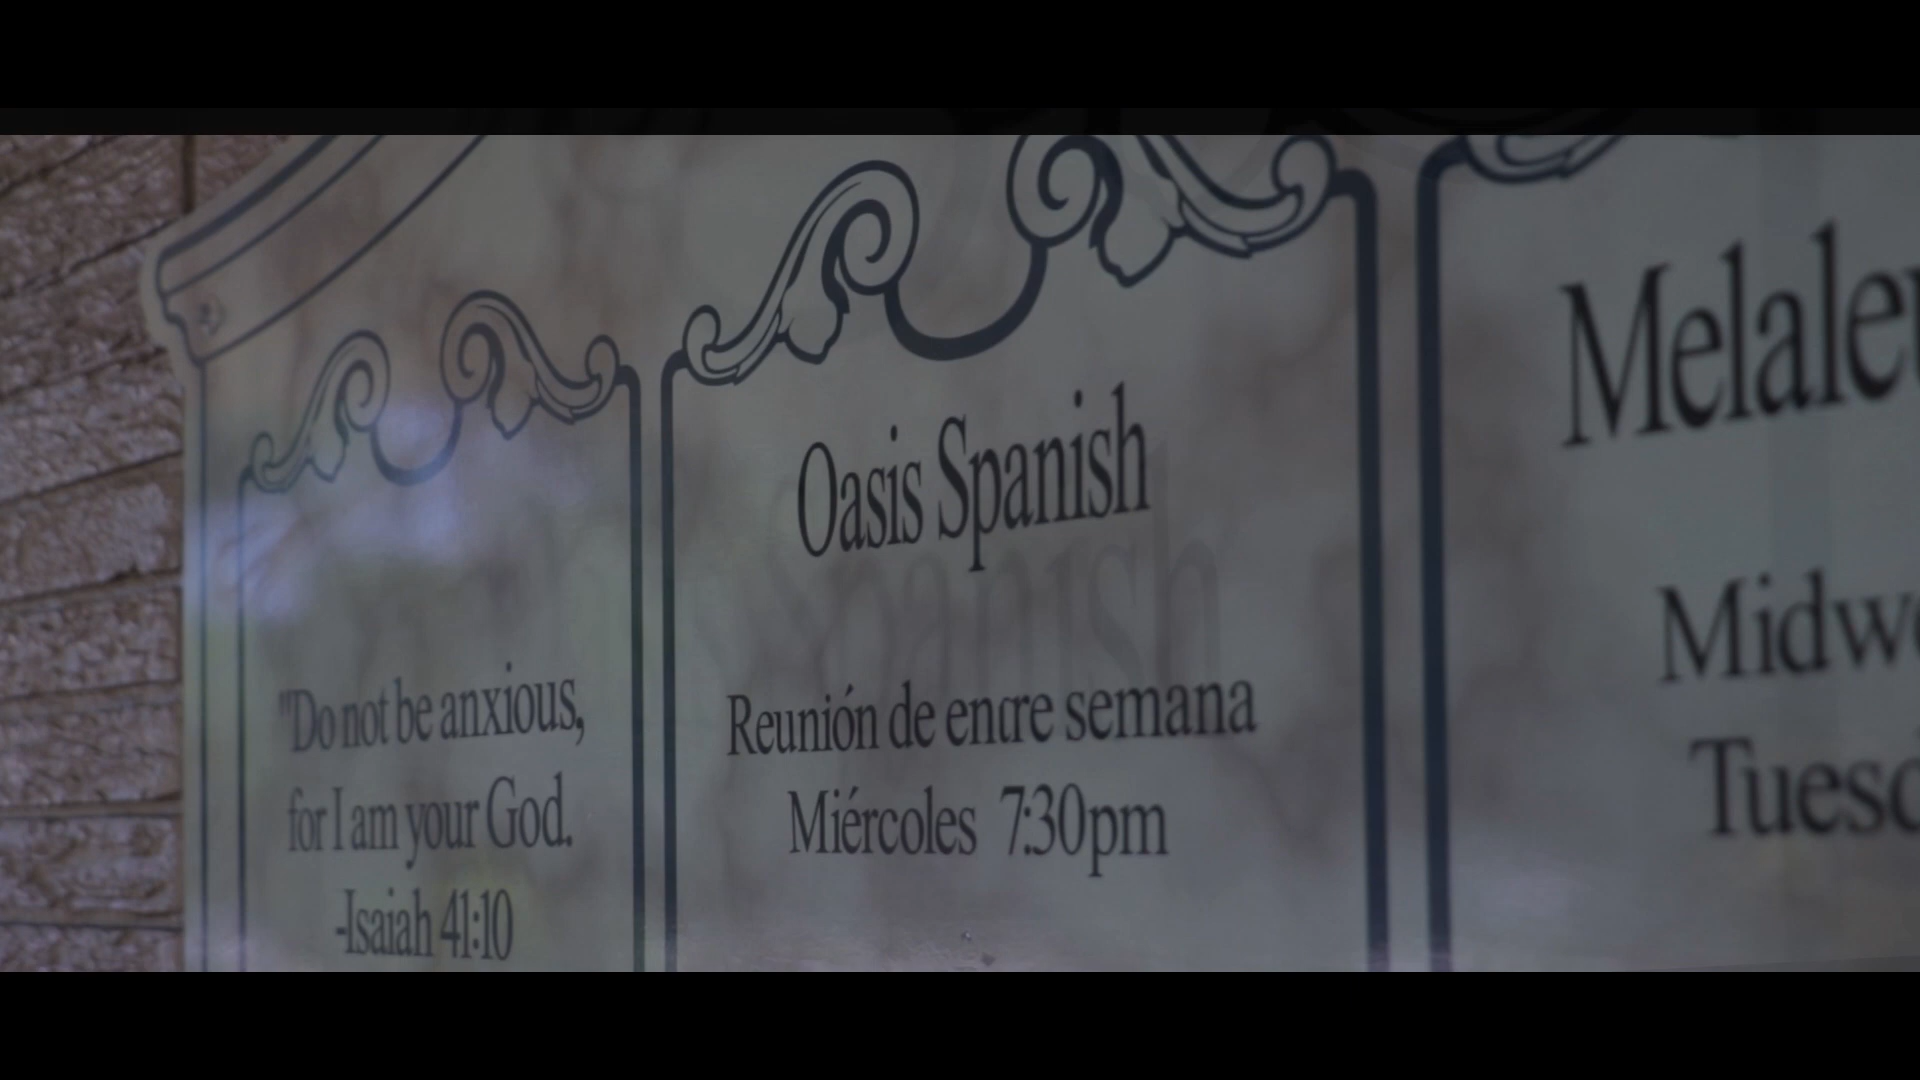 "Do not be anxious,
for I am your God.
-Isaiah 41:10
Oasis Spanish
Reunión de entre semana
Miércoles 7:30pm